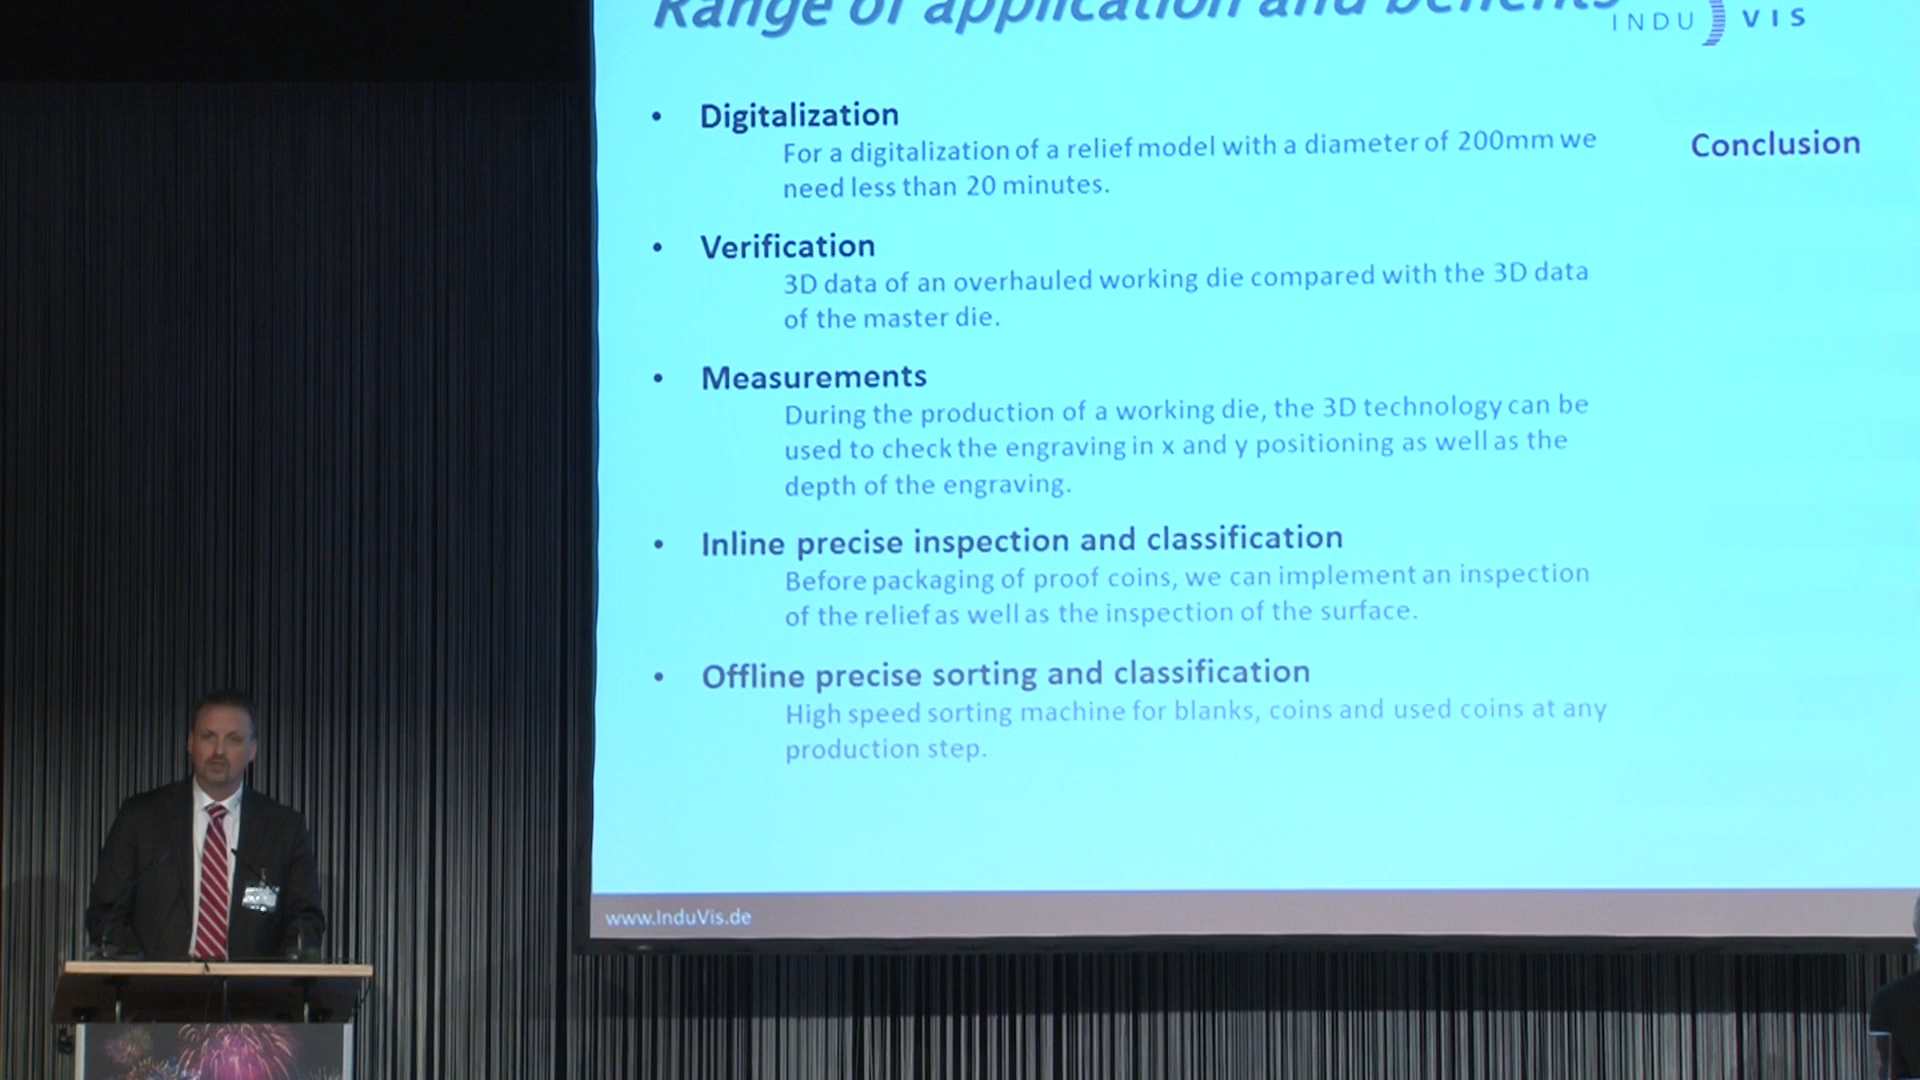 Range of application and benefits
INDU VIS
• Digitalization
For a digitalization of a relief model with a diameter of 200mm we
need less than 20 minutes.
Conclusion
• Verification
3D data of an overhauled working die compared with the 3D data
of the master die.
• Measurements
During the production of a working die, the 3D technology can be
used to check the engraving in x and y positioning as well as the
depth of the engraving.
• Inline precise inspection and classification
Before packaging of proof coins, we can implement an inspection
of the relief as well as the inspection of the surface.
• Offline precise sorting and classification
High speed sorting machine for blanks, coins and used coins at any
production step.
www.InduVis.de